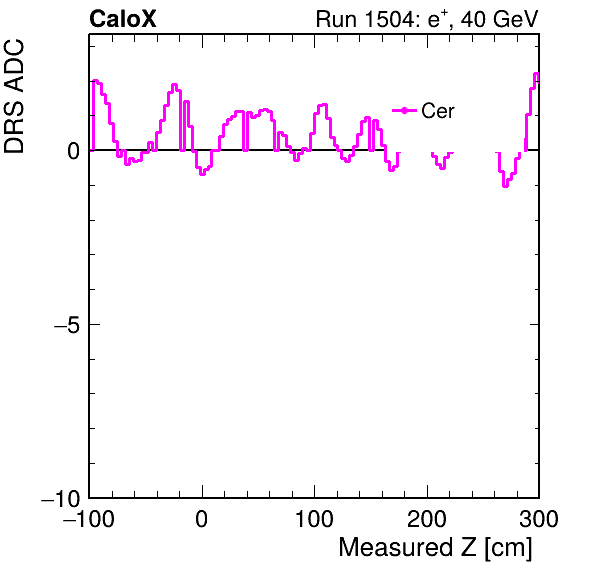 CaloX
Run 1504: e+, 40 GeV
DRS ADC
Cer
0
−5
−10
−100 0 100 200 300
Measured Z [cm]